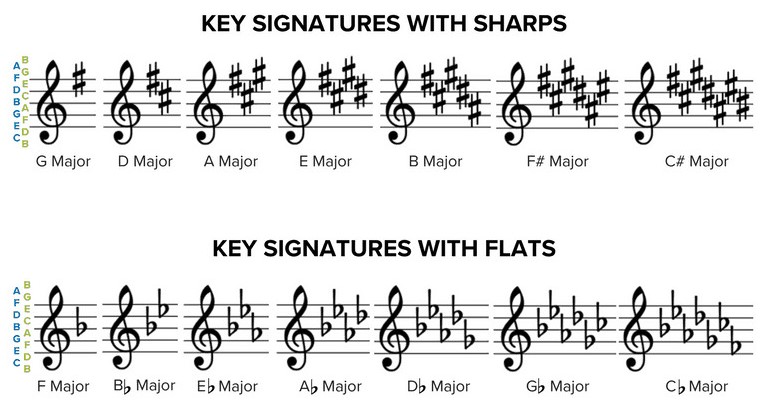 KEY SIGNATURES WITH SHARPS
B
A
G
F
E
D
C
B
A
G
F
E
D
C
B
G Major D Major A Major E Major B Major F# Major C# Major
KEY SIGNATURES WITH FLATS
B
A
G
F
E
D
C
B
A
G
F
E
D
C
B
F Major B♭ Major E♭ Major A♭ Major D♭ Major G♭ Major C♭ Major